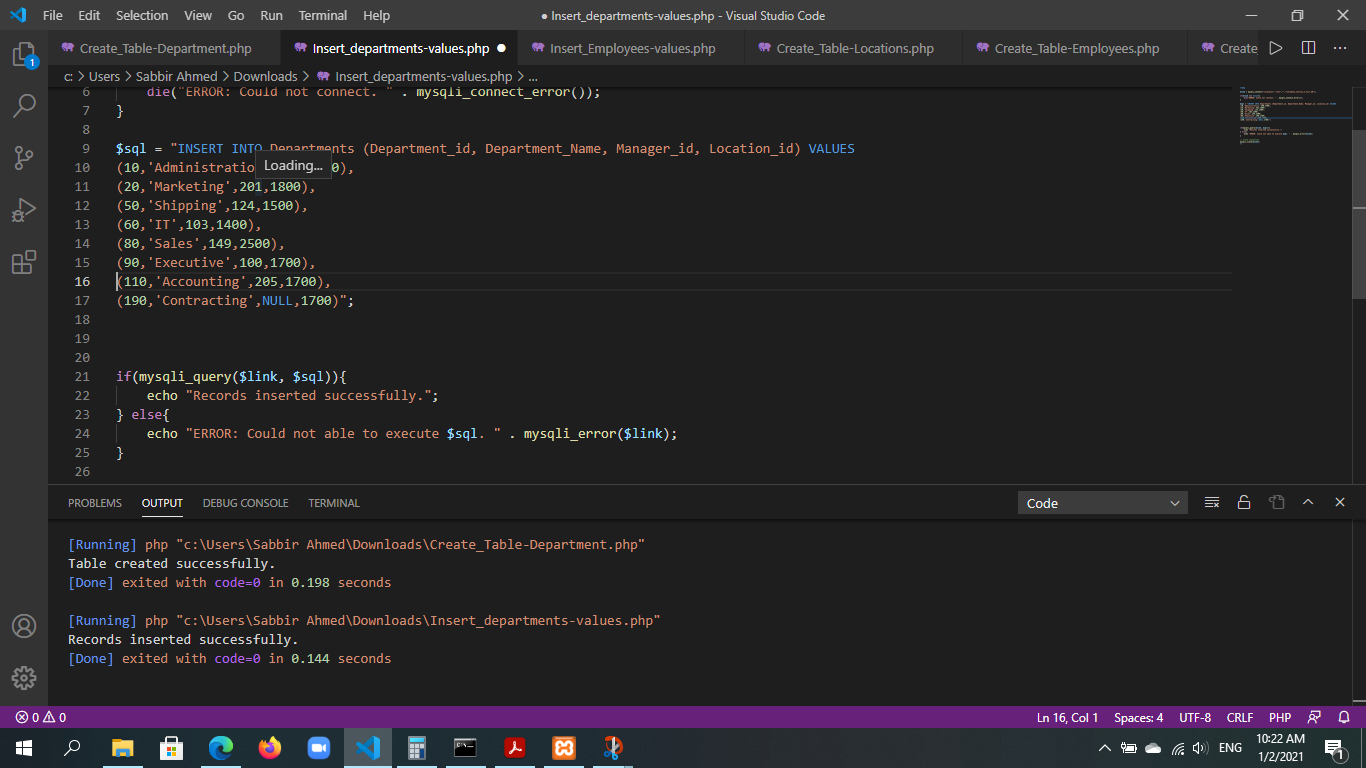 File Edit Selection View Go Run Terminal Help ● Insert_departments-values.php - Visual Studio Code
Create_Table-Department.php Insert_departments-values.php ● Insert_Employees-values.php Create_Table-Locations.php Create_Table-Employees.php Create
1
c: > Users > Sabbir Ahmed > Downloads > Insert_departments-values.php > ...
6 die("ERROR: Could not connect. " . mysqli_connect_error());
7 }
8
9 $sql = "INSERT INTO Departments (Department_id, Department_Name, Manager_id, Location_id) VALUES
10 (10,'Administratio Loading... 0),
11 (20,'Marketing',201,1800),
12 (50,'Shipping',124,1500),
13 (60,'IT',103,1400),
14 (80,'Sales',149,2500),
15 (90,'Executive',100,1700),
16 (110,'Accounting',205,1700),
17 (190,'Contracting',NULL,1700)";
18
19
20
21 if(mysqli_query($link, $sql)){
22 echo "Records inserted successfully.";
23 } else{
24 echo "ERROR: Could not able to execute $sql. " . mysqli_error($link);
25 }
26
PROBLEMS OUTPUT DEBUG CONSOLE TERMINAL Code
[Running] php "c:\Users\Sabbir Ahmed\Downloads\Create_Table-Department.php"
Table created successfully.
[Done] exited with code=0 in 0.198 seconds
[Running] php "c:\Users\Sabbir Ahmed\Downloads\Insert_departments-values.php"
Records inserted successfully.
[Done] exited with code=0 in 0.144 seconds
0 0 Ln 16, Col 1 Spaces: 4 UTF-8 CRLF PHP
ENG 10:22 AM
1/2/2021 1